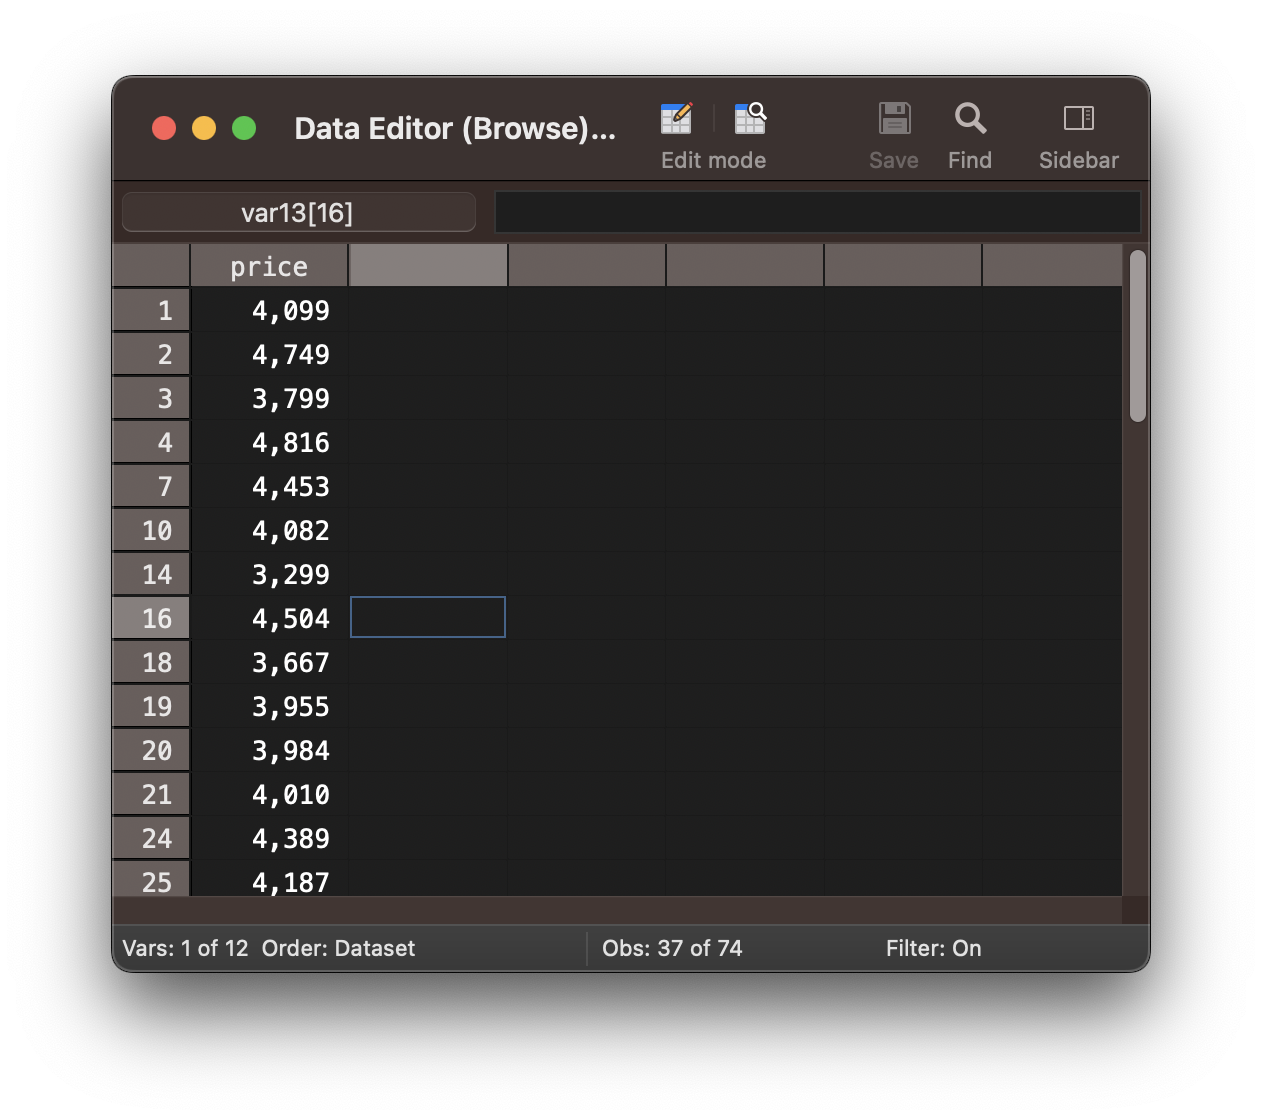 Data Editor (Browse)...
Edit mode
Save
Find
Sidebar
var13[16]
price
1 4,099
2 4,749
3 3,799
4 4,816
7 4,453
10 4,082
14 3,299
16 4,504
18 3,667
19 3,955
20 3,984
21 4,010
24 4,389
25 4,187
Vars: 1 of 12 Order: Dataset
Obs: 37 of 74
Filter: On